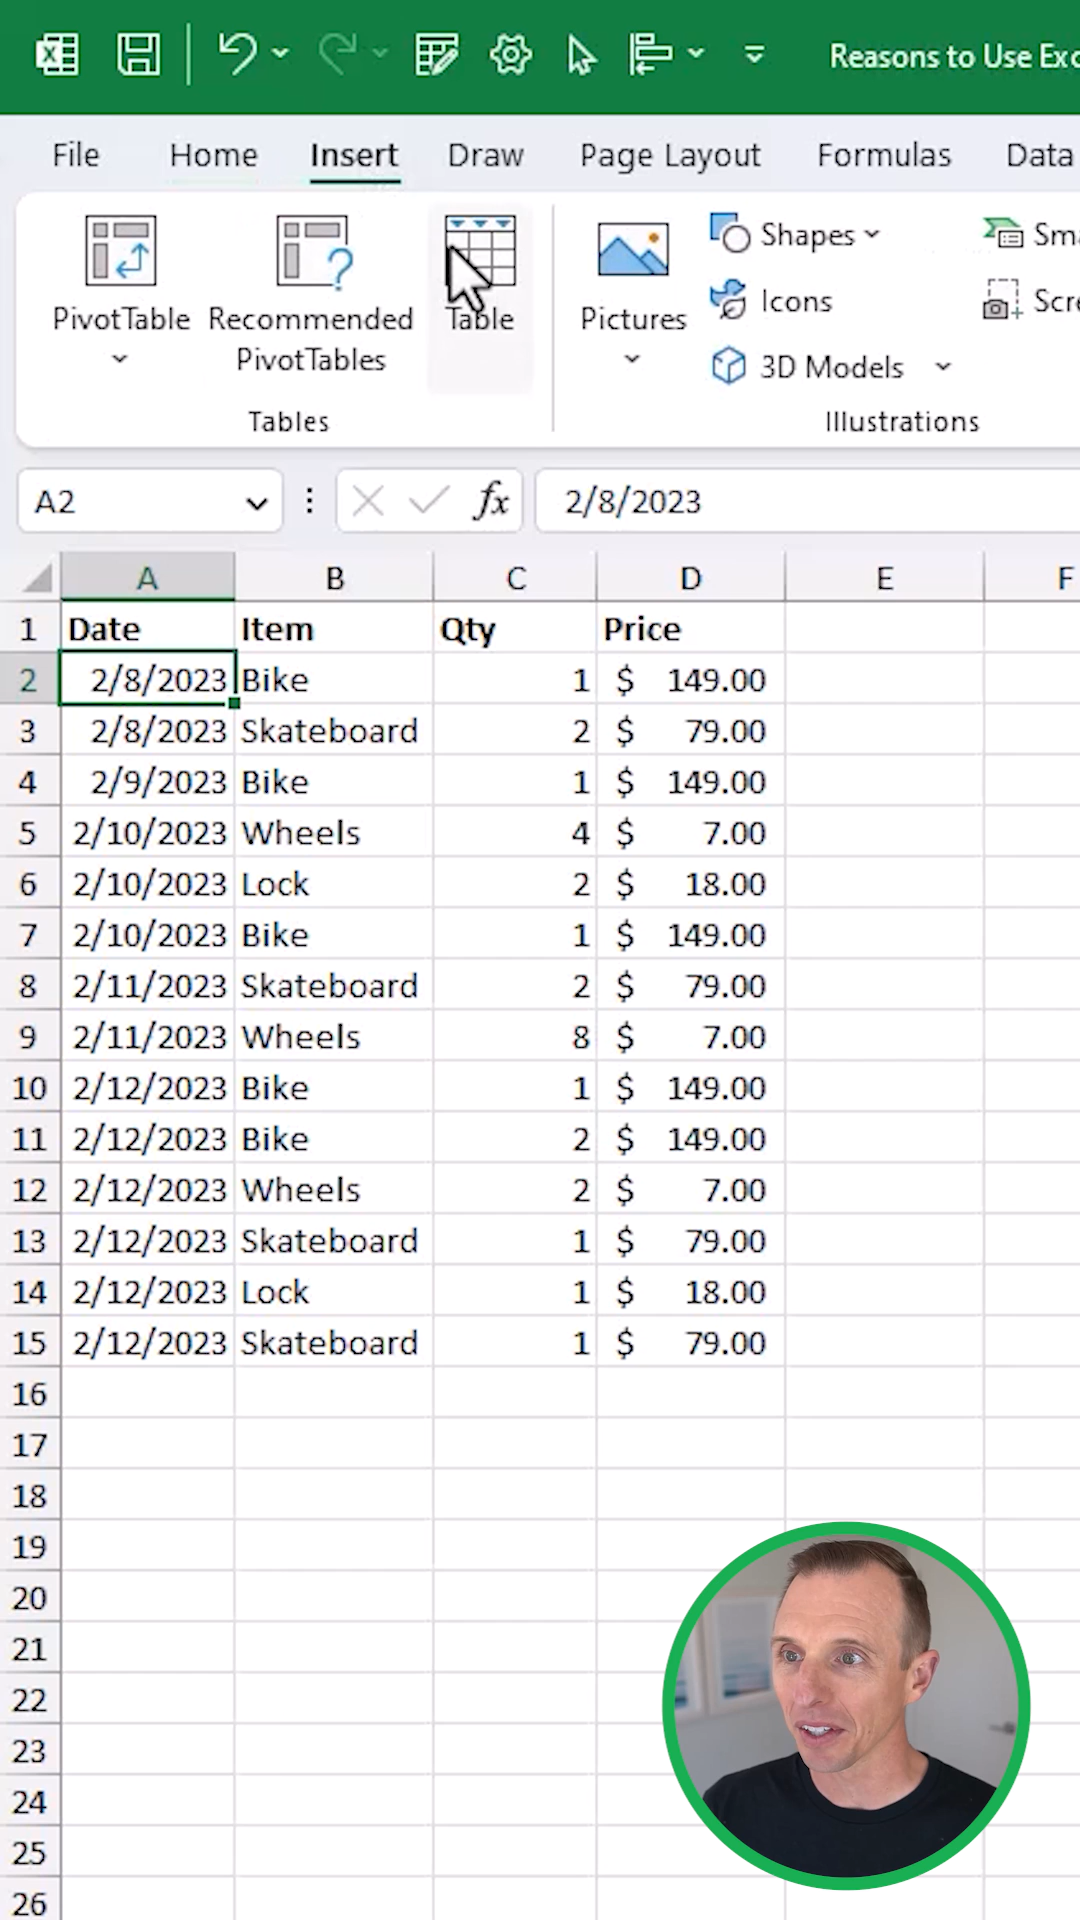 Reasons to Use Exc
File Home Insert Draw Page Layout Formulas Data
PivotTable
Recommended PivotTables
Table
Pictures
Shapes
Icons
3D Models
Sma
Scre
Tables
Illustrations
A2
fx
2/8/2023
A B C D E F
1 Date Item Qty Price
2 2/8/2023 Bike 1 $ 149.00
3 2/8/2023 Skateboard 2 $ 79.00
4 2/9/2023 Bike 1 $ 149.00
5 2/10/2023 Wheels 4 $ 7.00
6 2/10/2023 Lock 2 $ 18.00
7 2/10/2023 Bike 1 $ 149.00
8 2/11/2023 Skateboard 2 $ 79.00
9 2/11/2023 Wheels 8 $ 7.00
10 2/12/2023 Bike 1 $ 149.00
11 2/12/2023 Bike 2 $ 149.00
12 2/12/2023 Wheels 2 $ 7.00
13 2/12/2023 Skateboard 1 $ 79.00
14 2/12/2023 Lock 1 $ 18.00
15 2/12/2023 Skateboard 1 $ 79.00
16
17
18
19
20
21
22
23
24
25
26